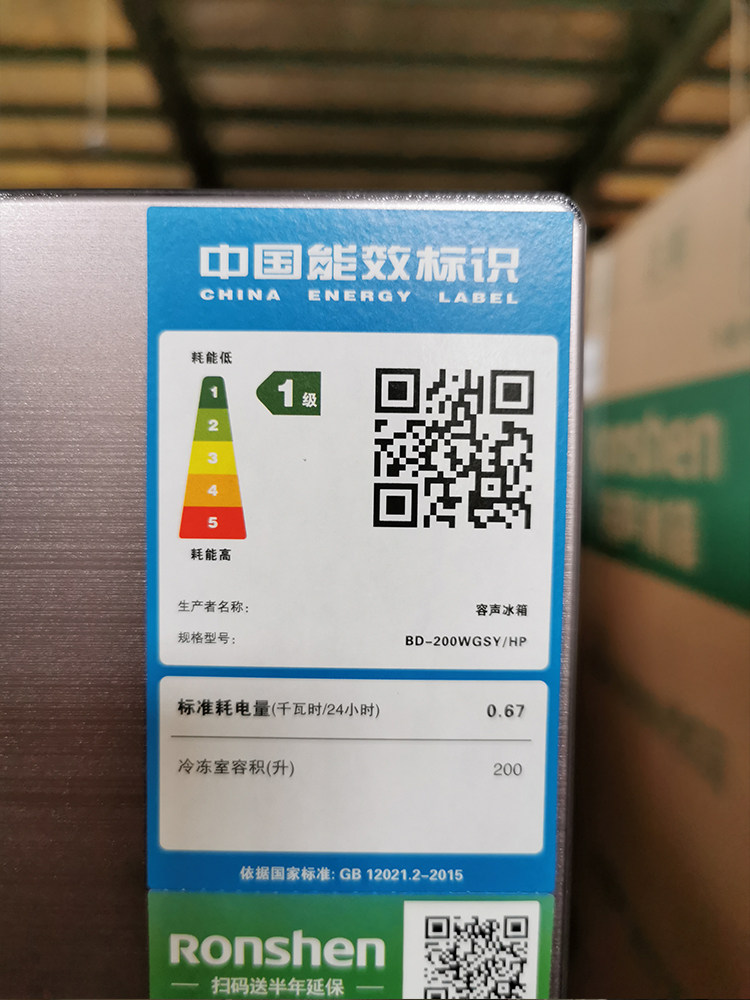 中国能效标识
CHINA ENERGY LABEL
耗能低
1
2
3
4
5
1级
耗能高
生产者名称: 容声冰箱
规格型号: BD-200WGSY/HP
标准耗电量(千瓦时/24小时) 0.67
冷冻室容积(升) 200
依据国家标准: GB 12021.2-2015
Ronshen
扫码送半年延保